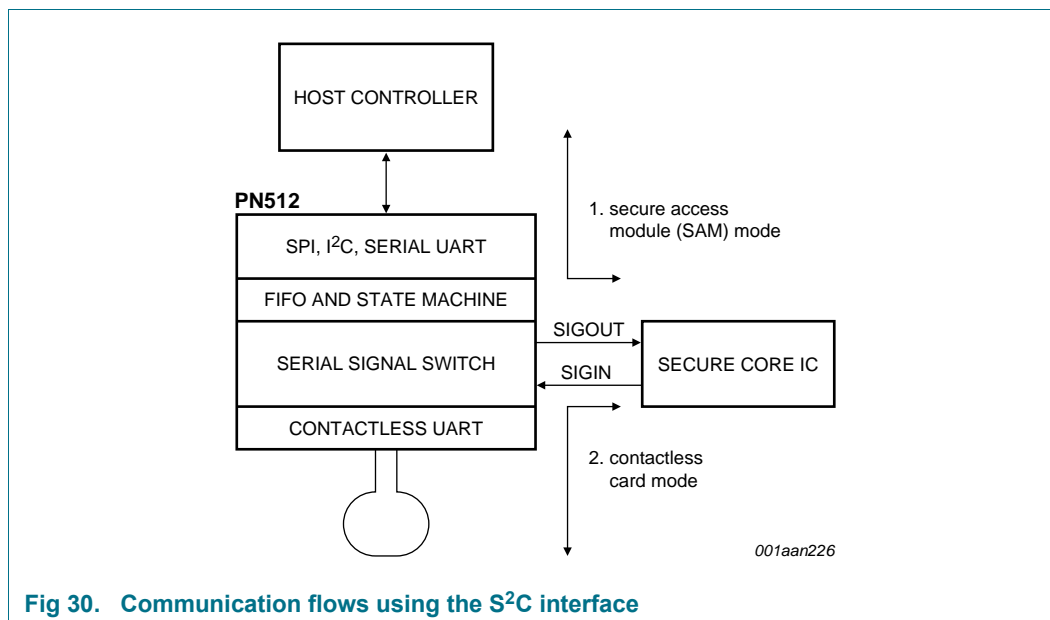 HOST CONTROLLER
PN512
SPI, I²C, SERIAL UART
FIFO AND STATE MACHINE
SERIAL SIGNAL SWITCH
CONTACTLESS UART
SIGOUT
SIGIN
SECURE CORE IC
1. secure access
module (SAM) mode
2. contactless
card mode
001aan226
Fig 30. Communication flows using the S²C interface